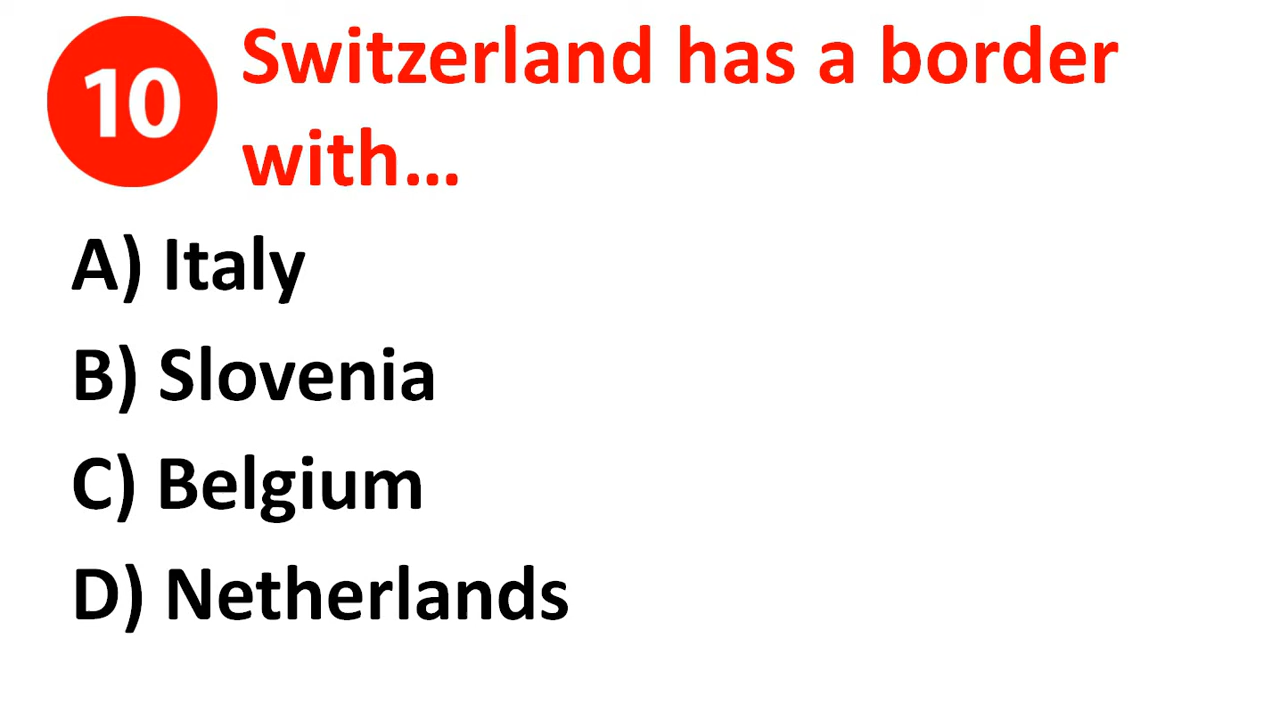 10
Switzerland has a border
with...
A) Italy
B) Slovenia
C) Belgium
D) Netherlands